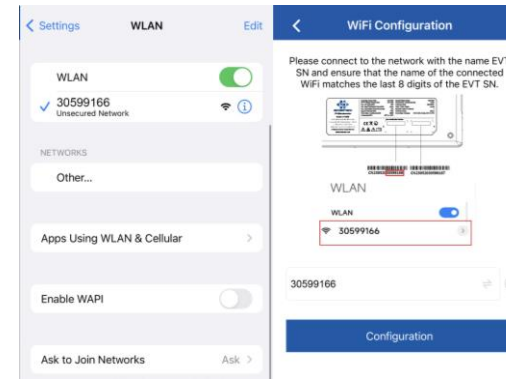 Settings
WLAN
Edit
WLAN
30599166
Unsecured Network
NETWORKS
Other...
Apps Using WLAN & Cellular
Enable WAPI
Ask to Join Networks
Ask
WiFi Configuration
Please connect to the network with the name EVT
SN and ensure that the name of the connected
WiFi matches the last 8 digits of the EVT SN.
WLAN
WLAN
30599166
30599166
Configuration